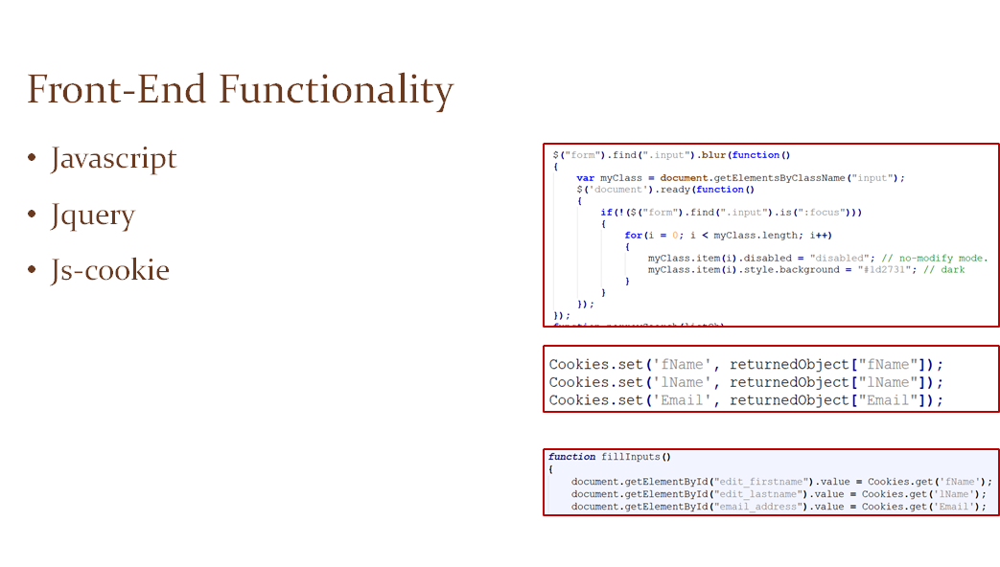 Front-End Functionality
• Javascript
• Jquery
• Js-cookie
$("form").find(".input").blur(function()
{
var myClass = document.getElementsByClassName("input");
$('document').ready(function()
{
if(!($("form").find(".input").is(":focus")))
{
for(i = 0; i < myClass.length; i++)
{
myClass.item(i).disabled = "disabled"; // no-modify mode.
myClass.item(i).style.background = "#1d2731"; // dark
}
}
});
});
Cookies.set('fName', returnedObject["fName"]);
Cookies.set('lName', returnedObject["lName"]);
Cookies.set('Email', returnedObject["Email"]);
function fillInputs()
{
document.getElementById("edit_firstname").value = Cookies.get('fName');
document.getElementById("edit_lastname").value = Cookies.get('lName');
document.getElementById("email_address").value = Cookies.get('Email');